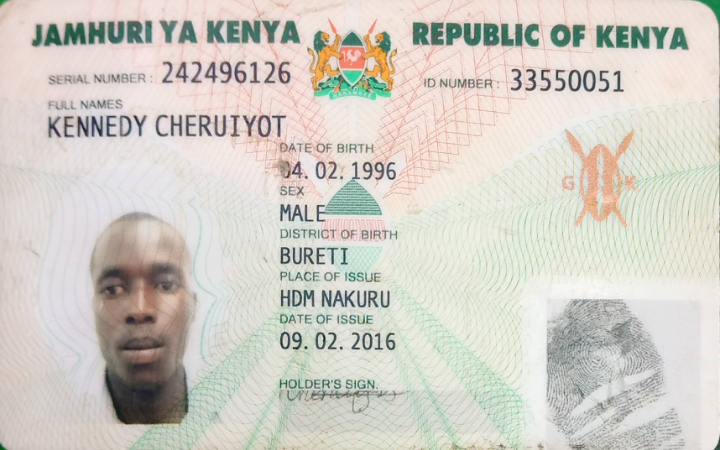 JAMHURI YA KENYA REPUBLIC OF KENYA
SERIAL NUMBER: 242496126 ID NUMBER: 33550051
FULL NAMES
KENNEDY CHERUIYOT
DATE OF BIRTH
04. 02. 1996
SEX
MALE
DISTRICT OF BIRTH
BURETI
PLACE OF ISSUE
HDM NAKURU
DATE OF ISSUE
09. 02. 2016
HOLDER'S SIGN.
G K